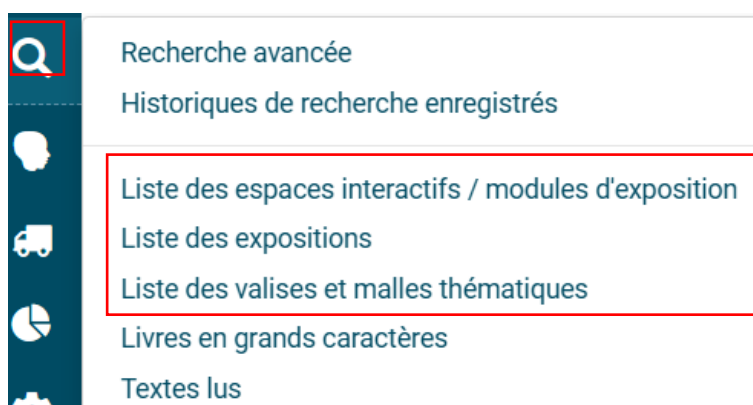 Recherche avancée
Historiques de recherche enregistrés
Liste des espaces interactifs / modules d'exposition
Liste des expositions
Liste des valises et malles thématiques
Livres en grands caractères
Textes lus